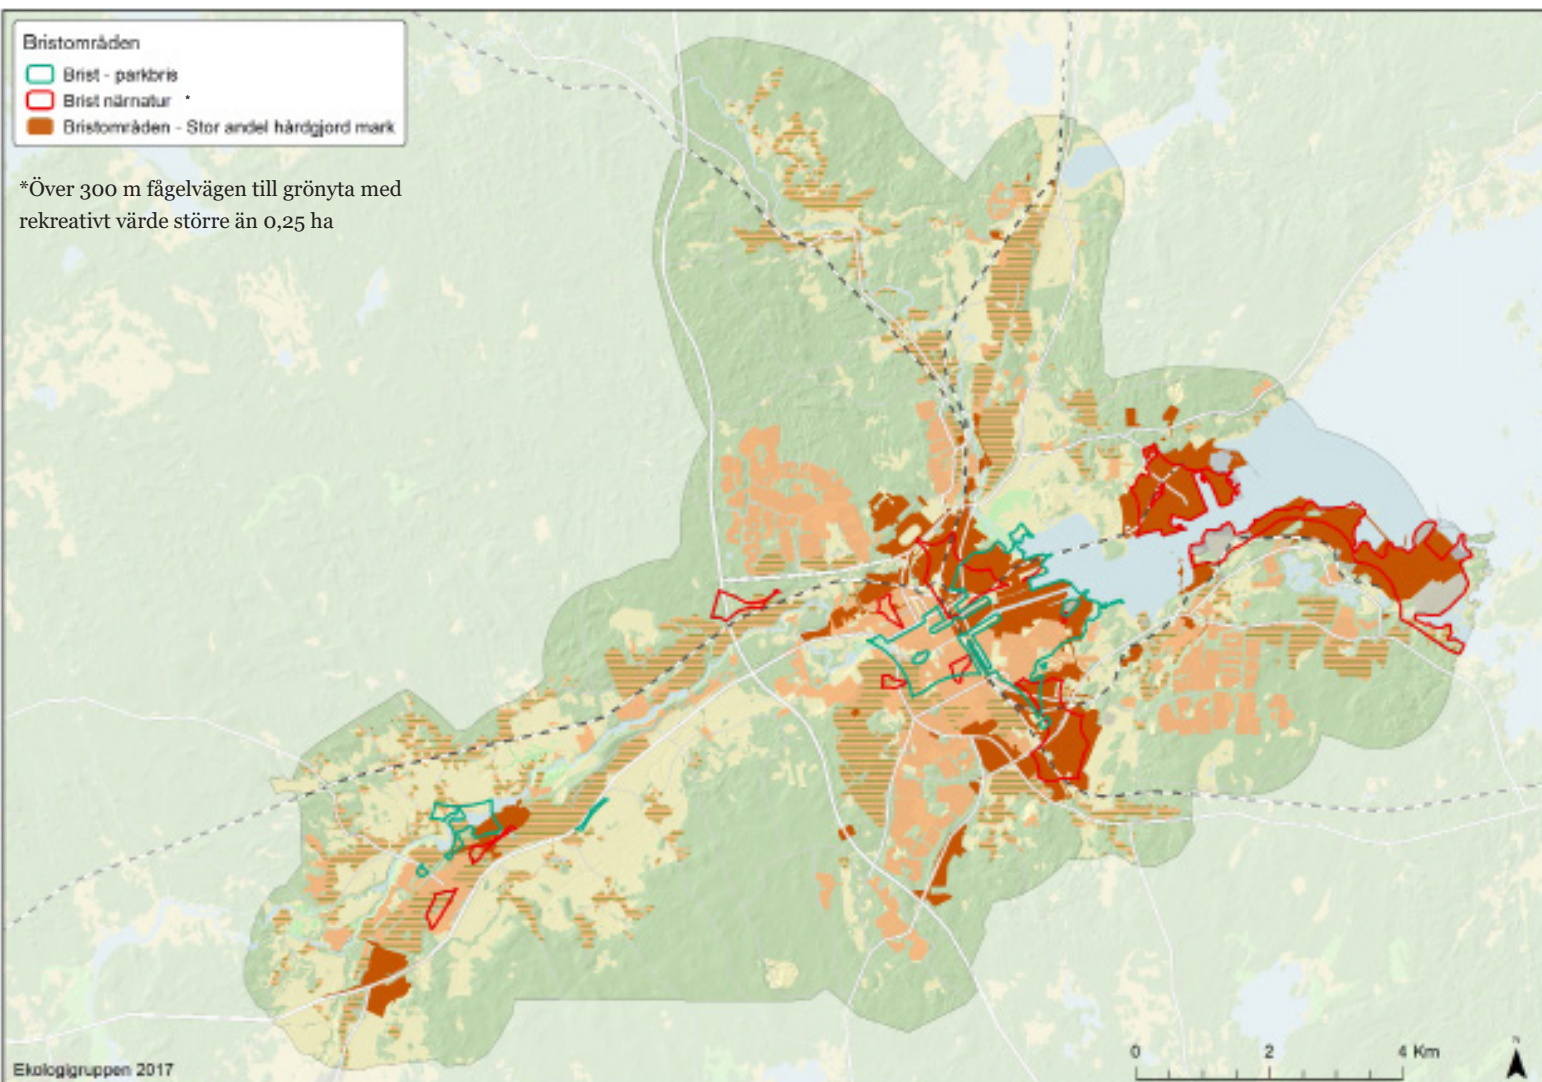 Bristområden
Brist - parkbris
Brist närnatur *
Bristområden - Stor andel hårdgjord mark
*Över 300 m fågelvägen till grönyta med
rekreativt värde större än 0,25 ha
Ekologigruppen 2017
0 2 4 Km
N